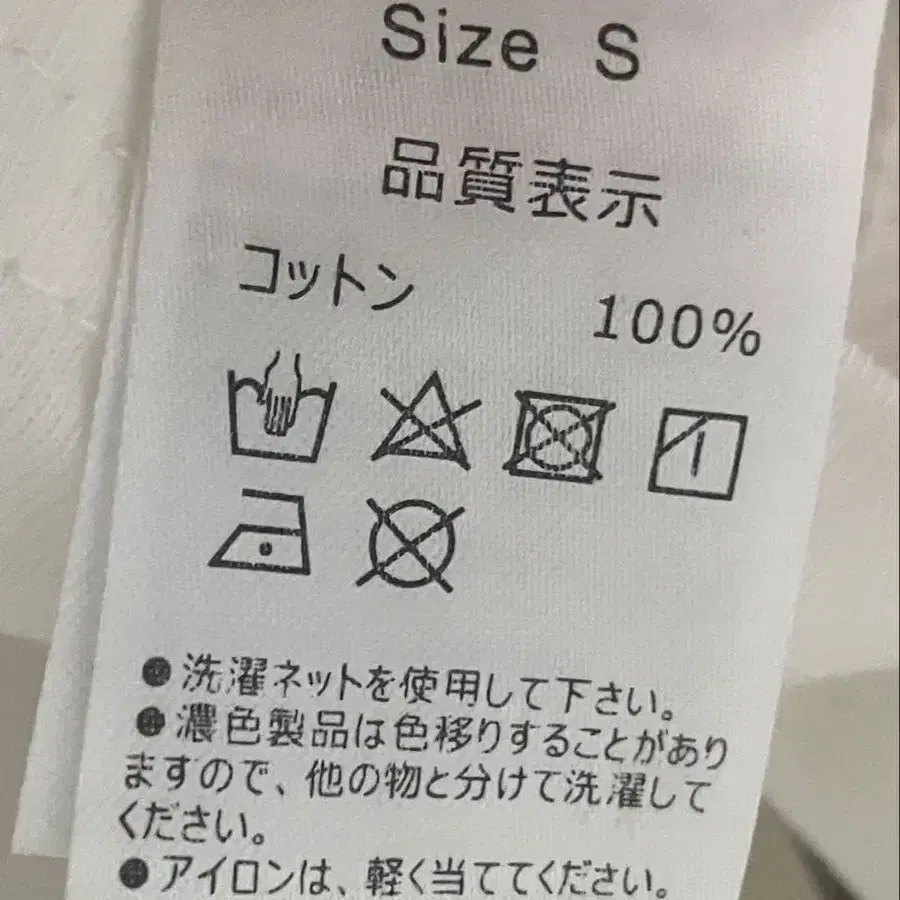 Size S
品質表示
コットン 100%
●洗濯ネットを使用して下さい。
●濃色製品は色移りすることがあり
ますので、他の物と分けて洗濯して
ください。
●アイロンは、軽く当ててください。